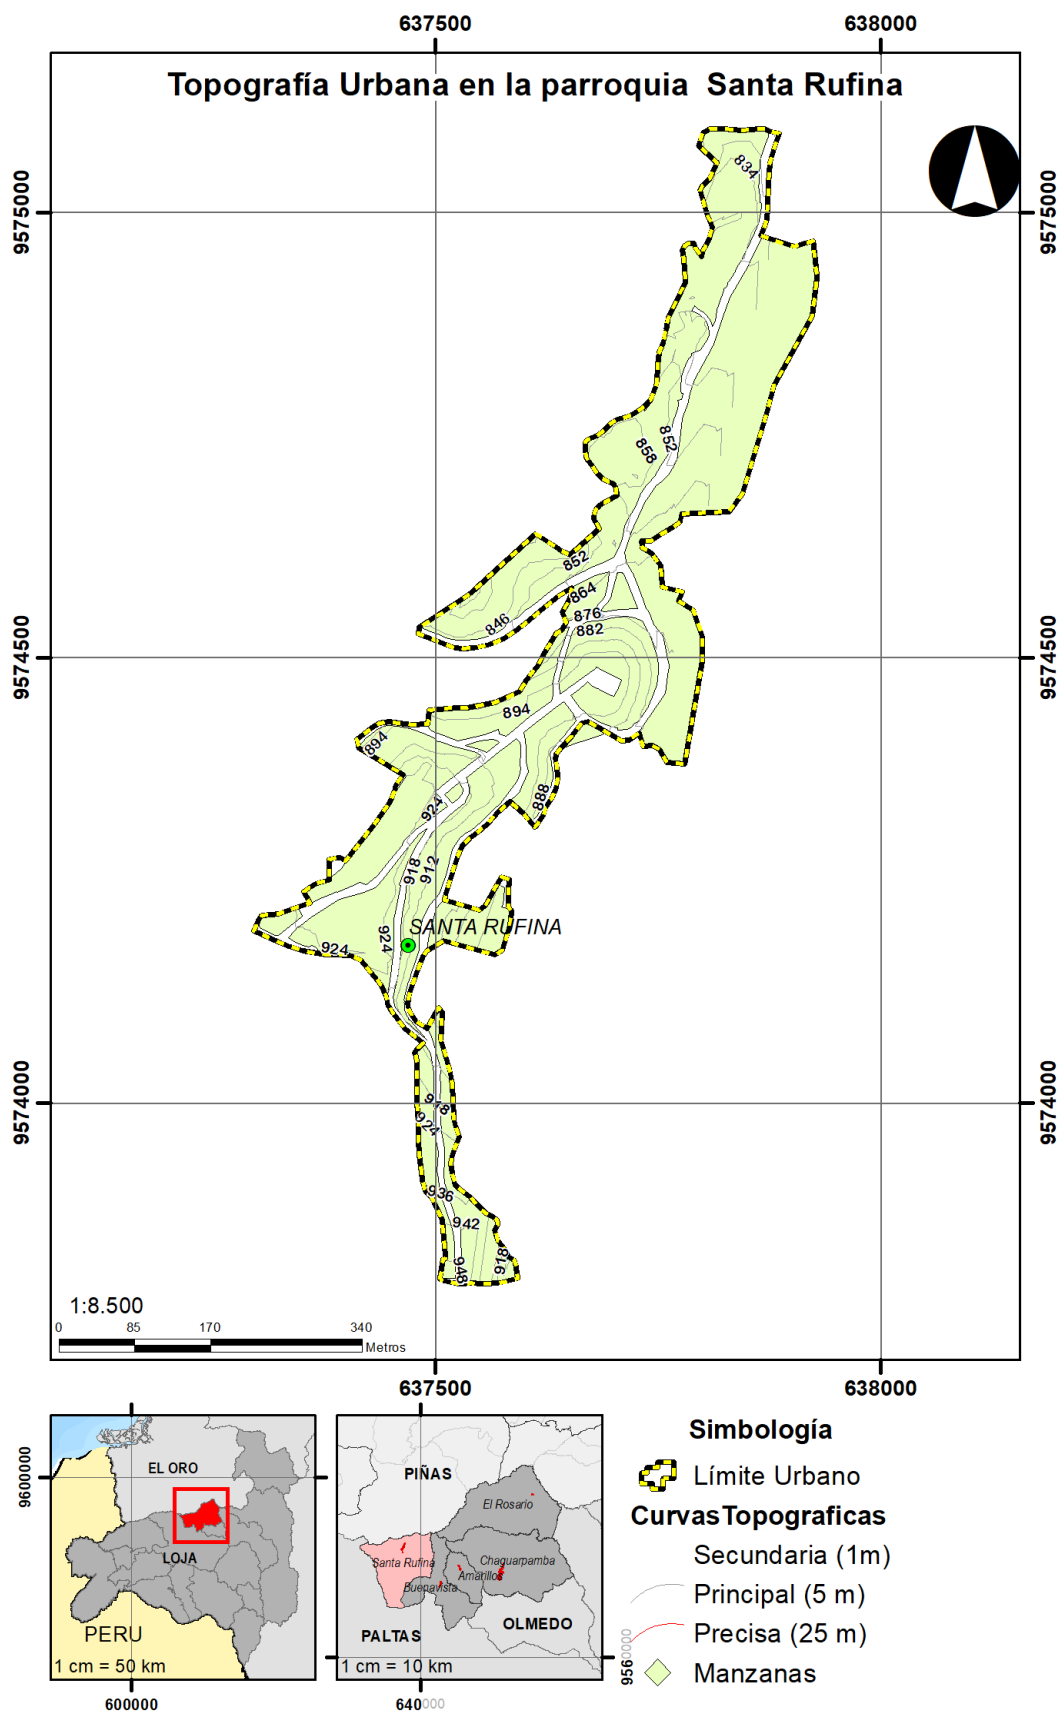 637500 638000
Topografía Urbana en la parroquia Santa Rufina
834
9575000 9575000
852
858
852
864
846
876
882
9574500 9574500
894
894
888
924
918
912
SANTA RUFINA
924
924
9574000 9574000
918
924
936
942
918
948
1:8.500
0 85 170 340
Metros
637500 638000
EL ORO
LOJA
PERU
1 cm = 50 km
9600000
600000
PIÑAS
El Rosario
Santa Rufina
Chaguarpamba
Amarillos
Buenavista
PALTAS
OLMEDO
1 cm = 10 km
640000
9560000
Simbología
Límite Urbano
CurvasTopograficas
Secundaria (1m)
Principal (5 m)
Precisa (25 m)
Manzanas